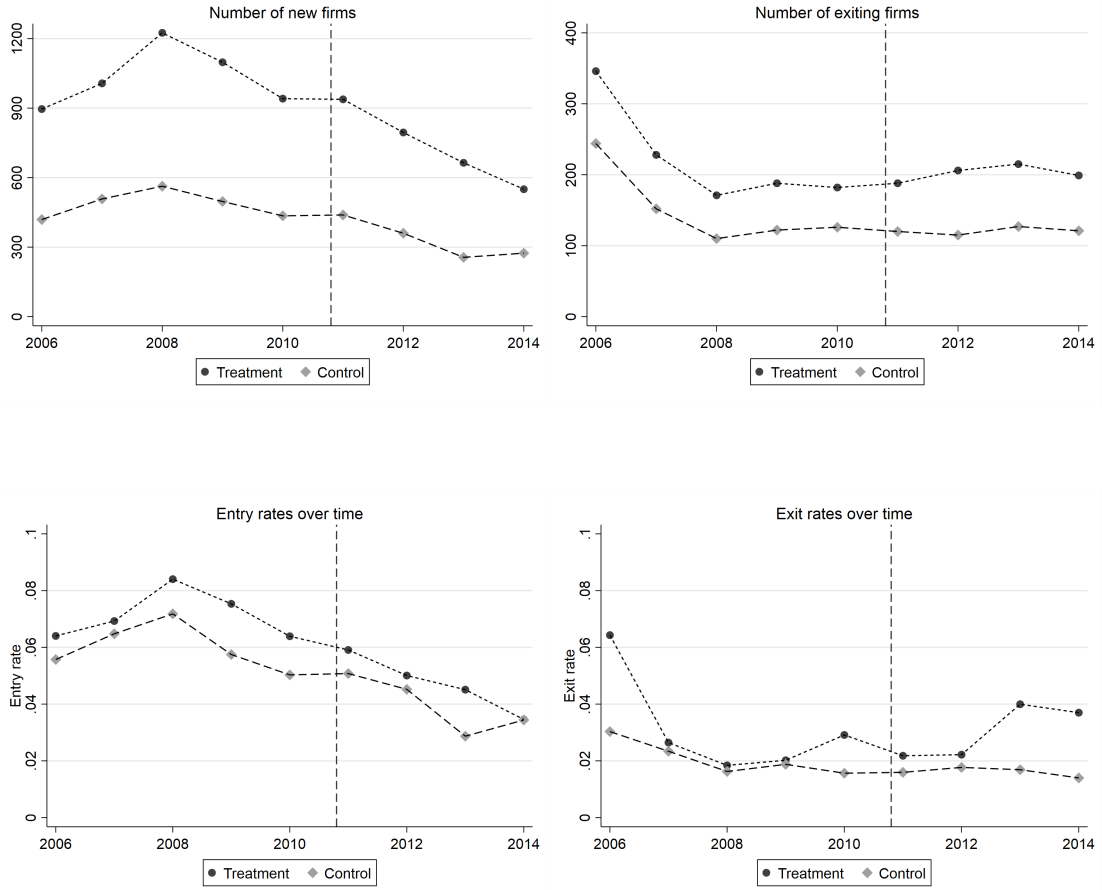 Number of new firms
1200
900
600
300
0
2006 2008 2010 2012 2014
Treatment Control
Number of exiting firms
400
300
200
100
0
2006 2008 2010 2012 2014
Treatment Control
Entry rates over time
Entry rate
.1
.08
.06
.04
.02
0
2006 2008 2010 2012 2014
Treatment Control
Exit rates over time
Exit rate
.1
.08
.06
.04
.02
0
2006 2008 2010 2012 2014
Treatment Control